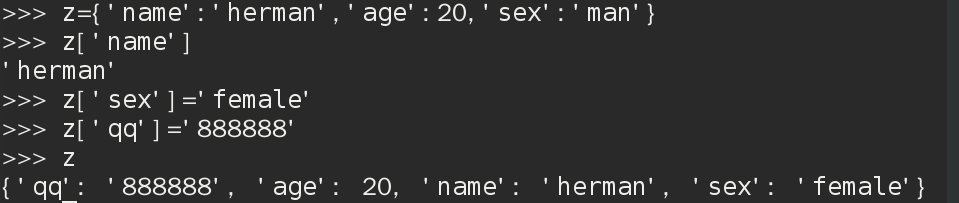 >>> z={'name':'herman','age':20,'sex':'man'}
>>> z['name']
'herman'
>>> z['sex']='female'
>>> z['qq']='888888'
>>> z
{'qq': '888888', 'age': 20, 'name': 'herman', 'sex': 'female'}